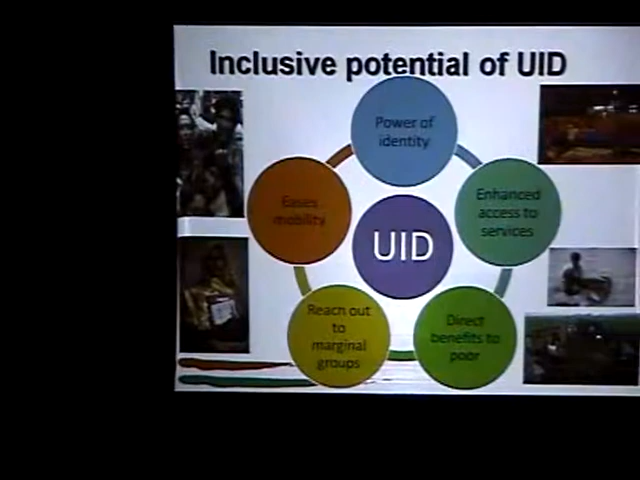 Inclusive potential of UID
Power of
identity
Enhanced
access to
services
Direct
benefits to
poor
Reach out
to
marginal
groups
Eases
mobility
UID